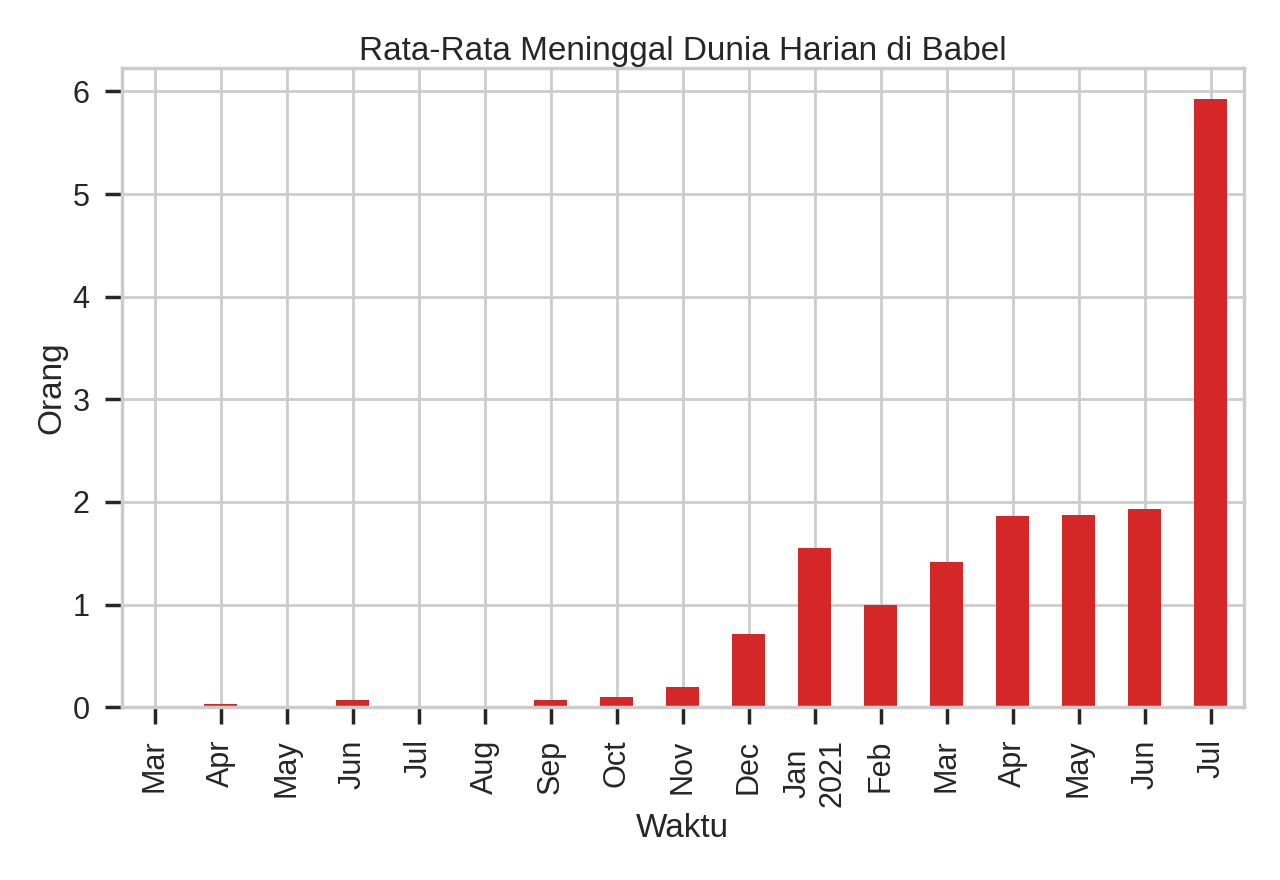 Rata-Rata Meninggal Dunia Harian di Babel
6
5
4
3
2
1
0
Orang
Mar
Apr
May
Jun
Jul
Aug
Sep
Oct
Nov
Dec
Jan
2021
Feb
Mar
Apr
May
Jun
Jul
Waktu